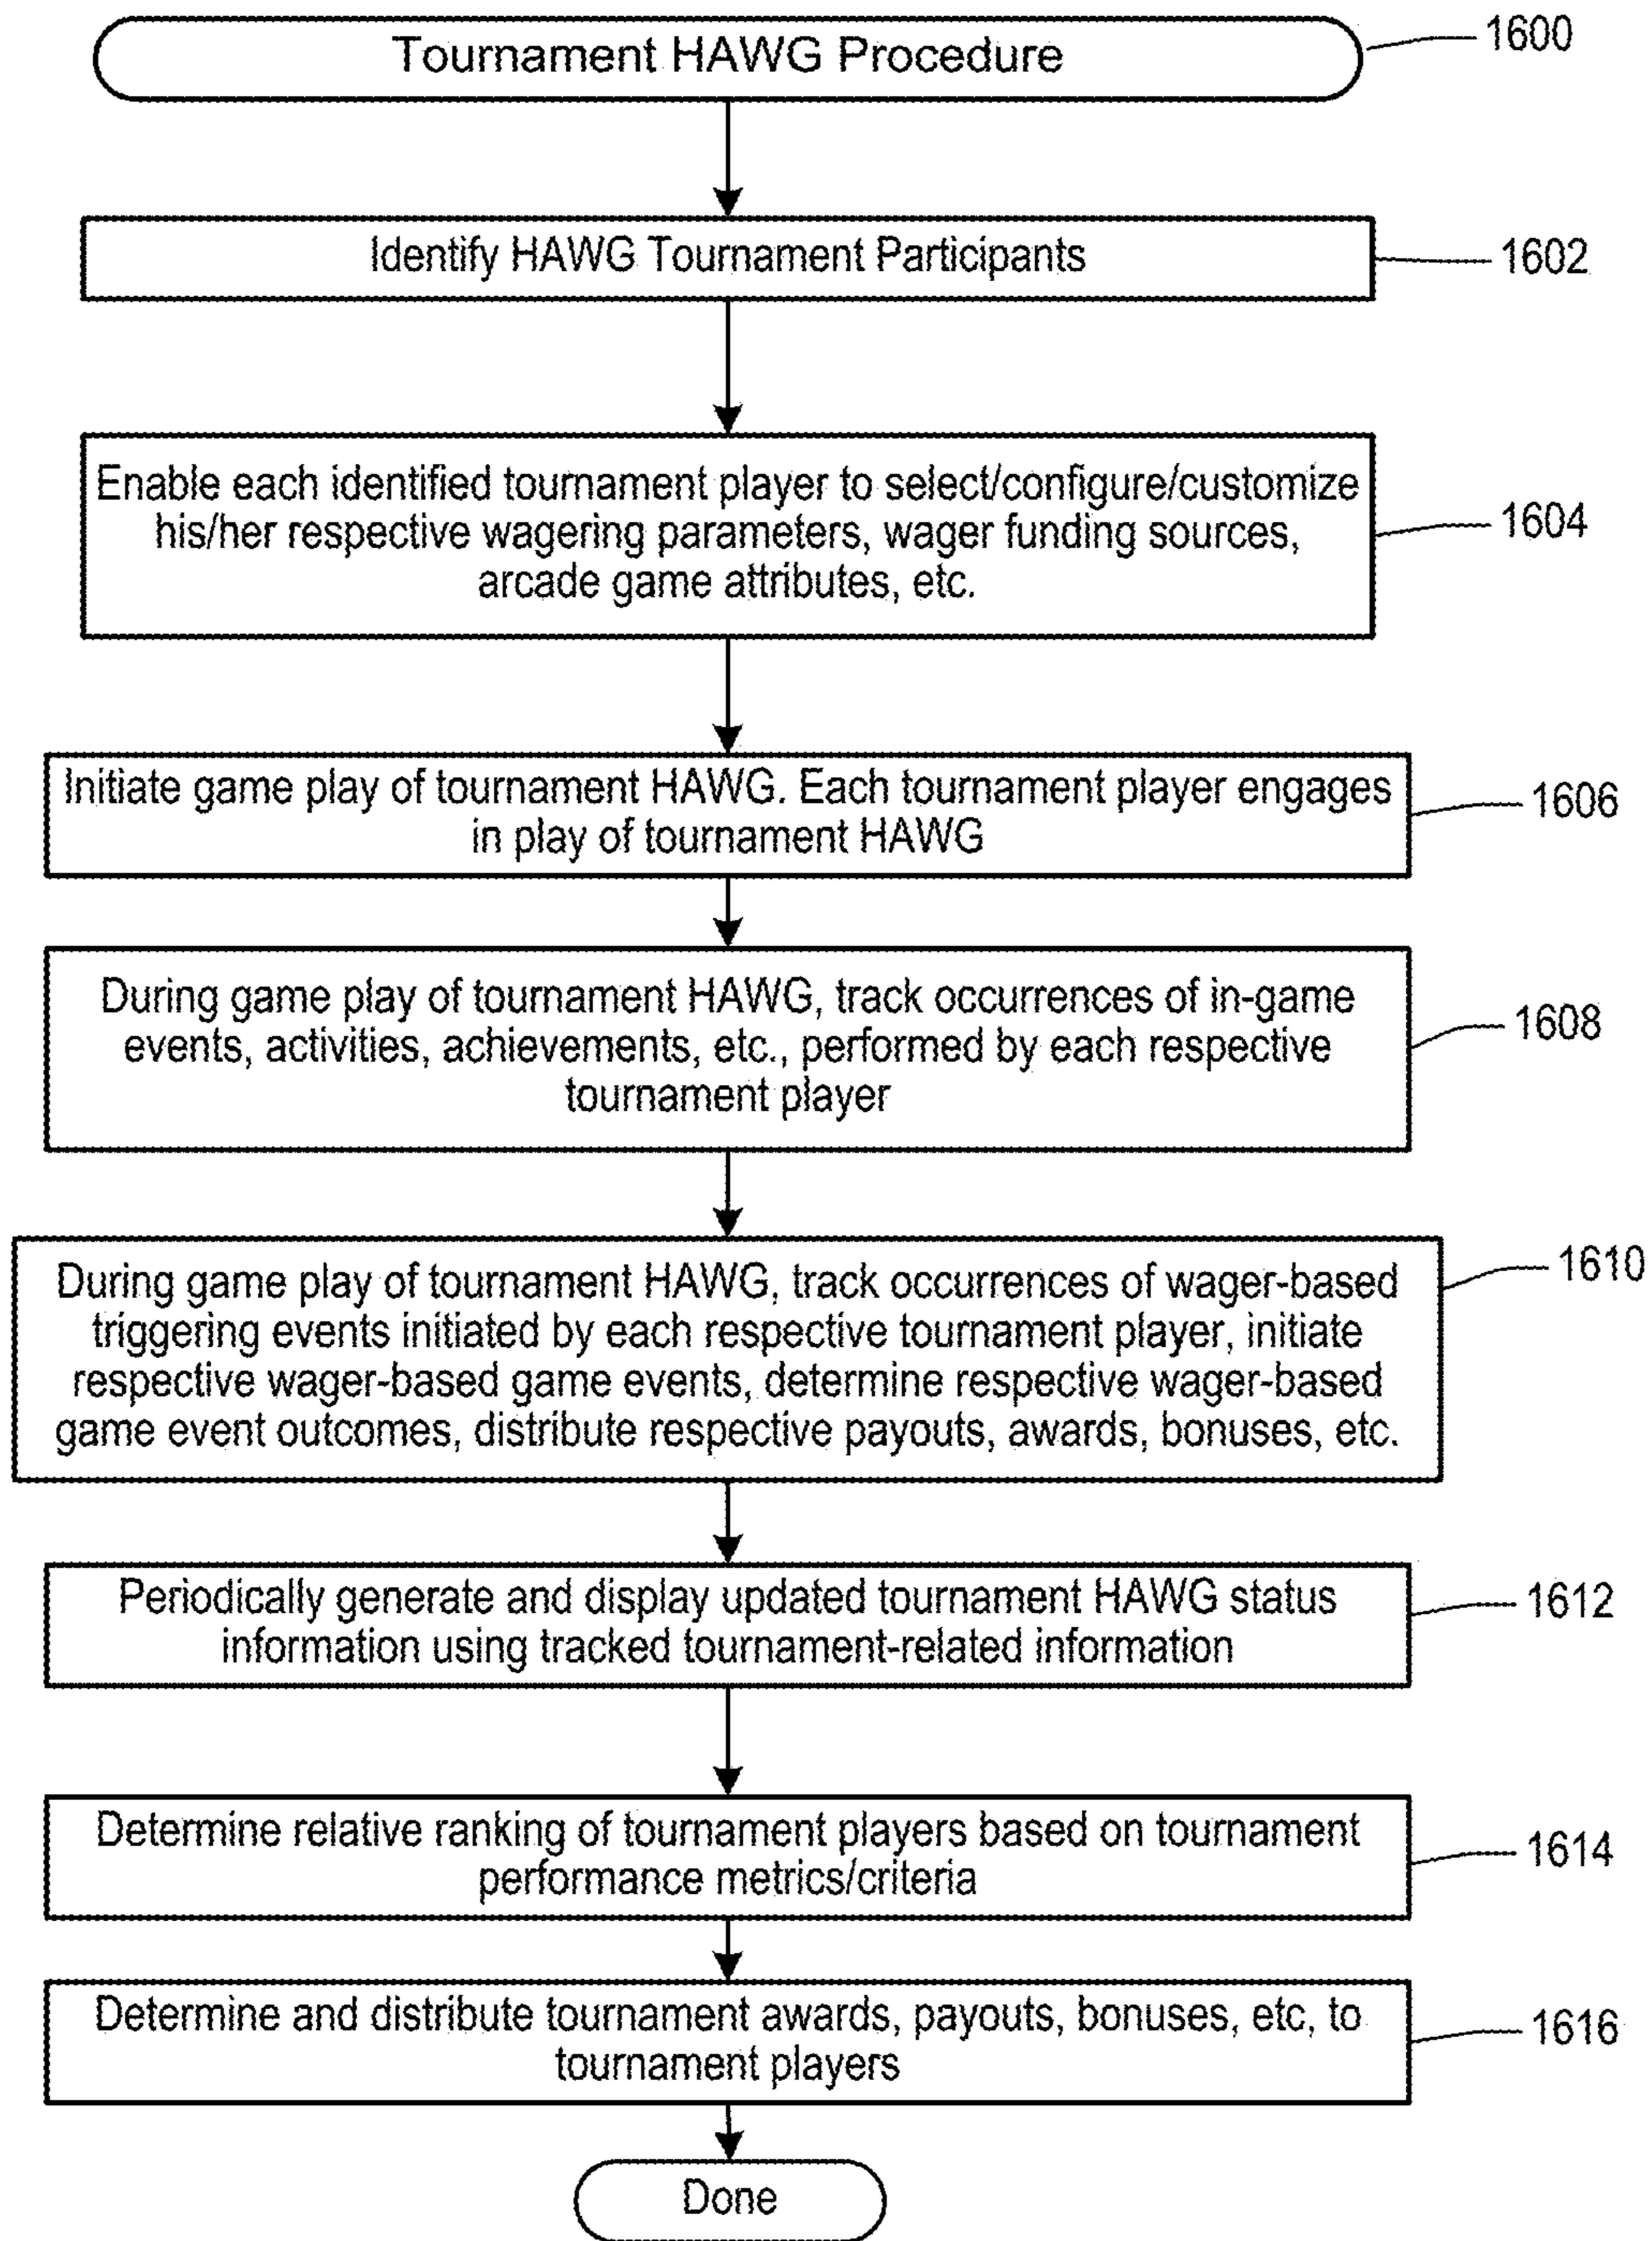 Tournament HAWG Procedure
1600
Identify HAWG Tournament Participants
1602
Enable each identified tournament player to select/configure/customize
his/her respective wagering parameters, wager funding sources,
arcade game attributes, etc.
1604
Initiate game play of tournament HAWG. Each tournament player engages
in play of tournament HAWG
1606
During game play of tournament HAWG, track occurrences of in-game
events, activities, achievements, etc., performed by each respective
tournament player
1608
During game play of tournament HAWG, track occurrences of wager-based
triggering events initiated by each respective tournament player, initiate
respective wager-based game events, determine respective wager-based
game event outcomes, distribute respective payouts, awards, bonuses, etc.
1610
Periodically generate and display updated tournament HAWG status
information using tracked tournament-related information
1612
Determine relative ranking of tournament players based on tournament
performance metrics/criteria
1614
Determine and distribute tournament awards, payouts, bonuses, etc, to
tournament players
1616
Done